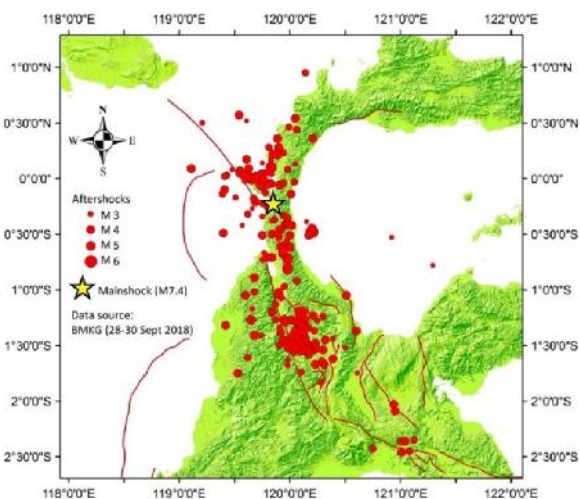 118°0'0" 119°0'0" 120°0'0" 121°0'0" 122°0'0"
1°0'0"N 1°0'0"N
0°30'0"N 0°30'0"N
0°0'0" 0°0'0"
0°30'0"S 0°30'0"S
1°0'0"S 1°0'0"S
1°30'0"S 1°30'0"S
2°0'0"S 2°0'0"S
2°30'0"S 2°30'0"S
N
W E
S
Aftershocks
M 3
M 4
M 5
M 6
Mainshock (M7.4)
Data source:
BMKG (28-30 Sept 2018)
118°0'0" 119°0'0" 120°0'0" 121°0'0" 122°0'0"